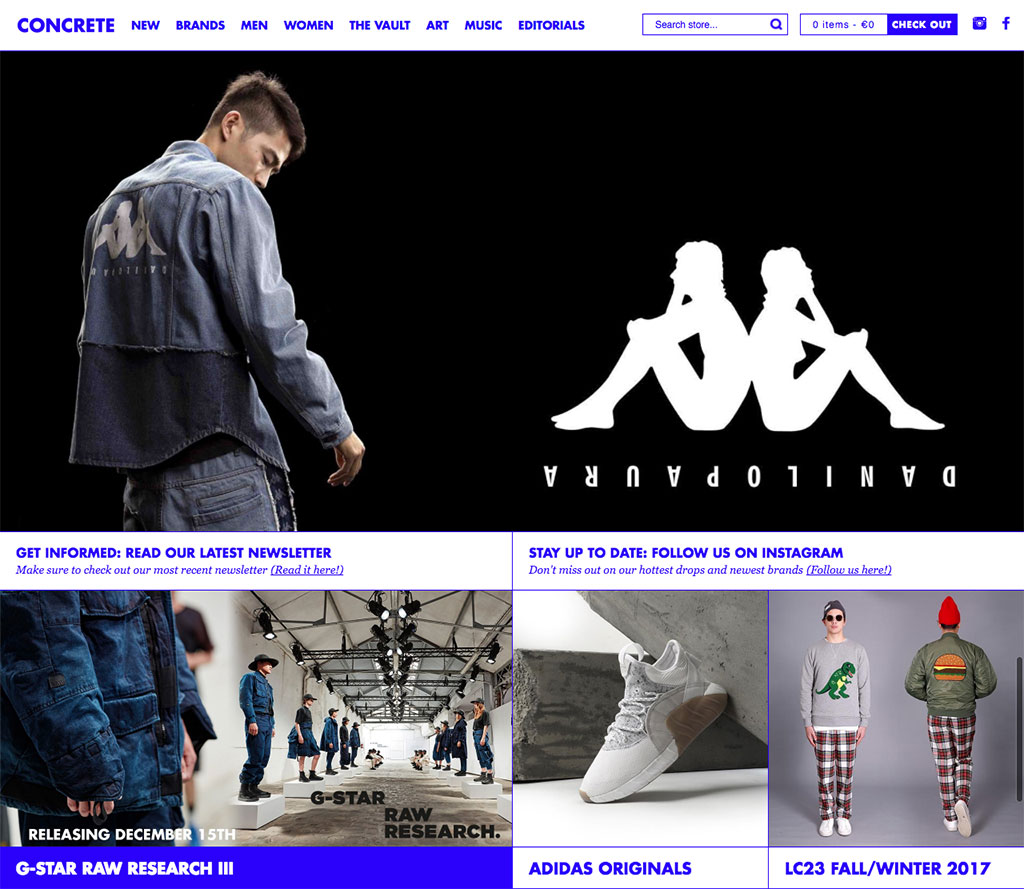 CONCRETE NEW BRANDS MEN WOMEN THE VAULT ART MUSIC EDITORIALS Search store... 0 items - €0 CHECK OUT
DANILOPAURA
DANILOPAURA
GET INFORMED: READ OUR LATEST NEWSLETTER
Make sure to check out our most recent newsletter (Read it here!)
STAY UP TO DATE: FOLLOW US ON INSTAGRAM
Don't miss out on our hottest drops and newest brands (Follow us here!)
G-STAR
RAW
RESEARCH.
RELEASING DECEMBER 15TH
G-STAR RAW RESEARCH III
ADIDAS ORIGINALS
LC23 FALL/WINTER 2017